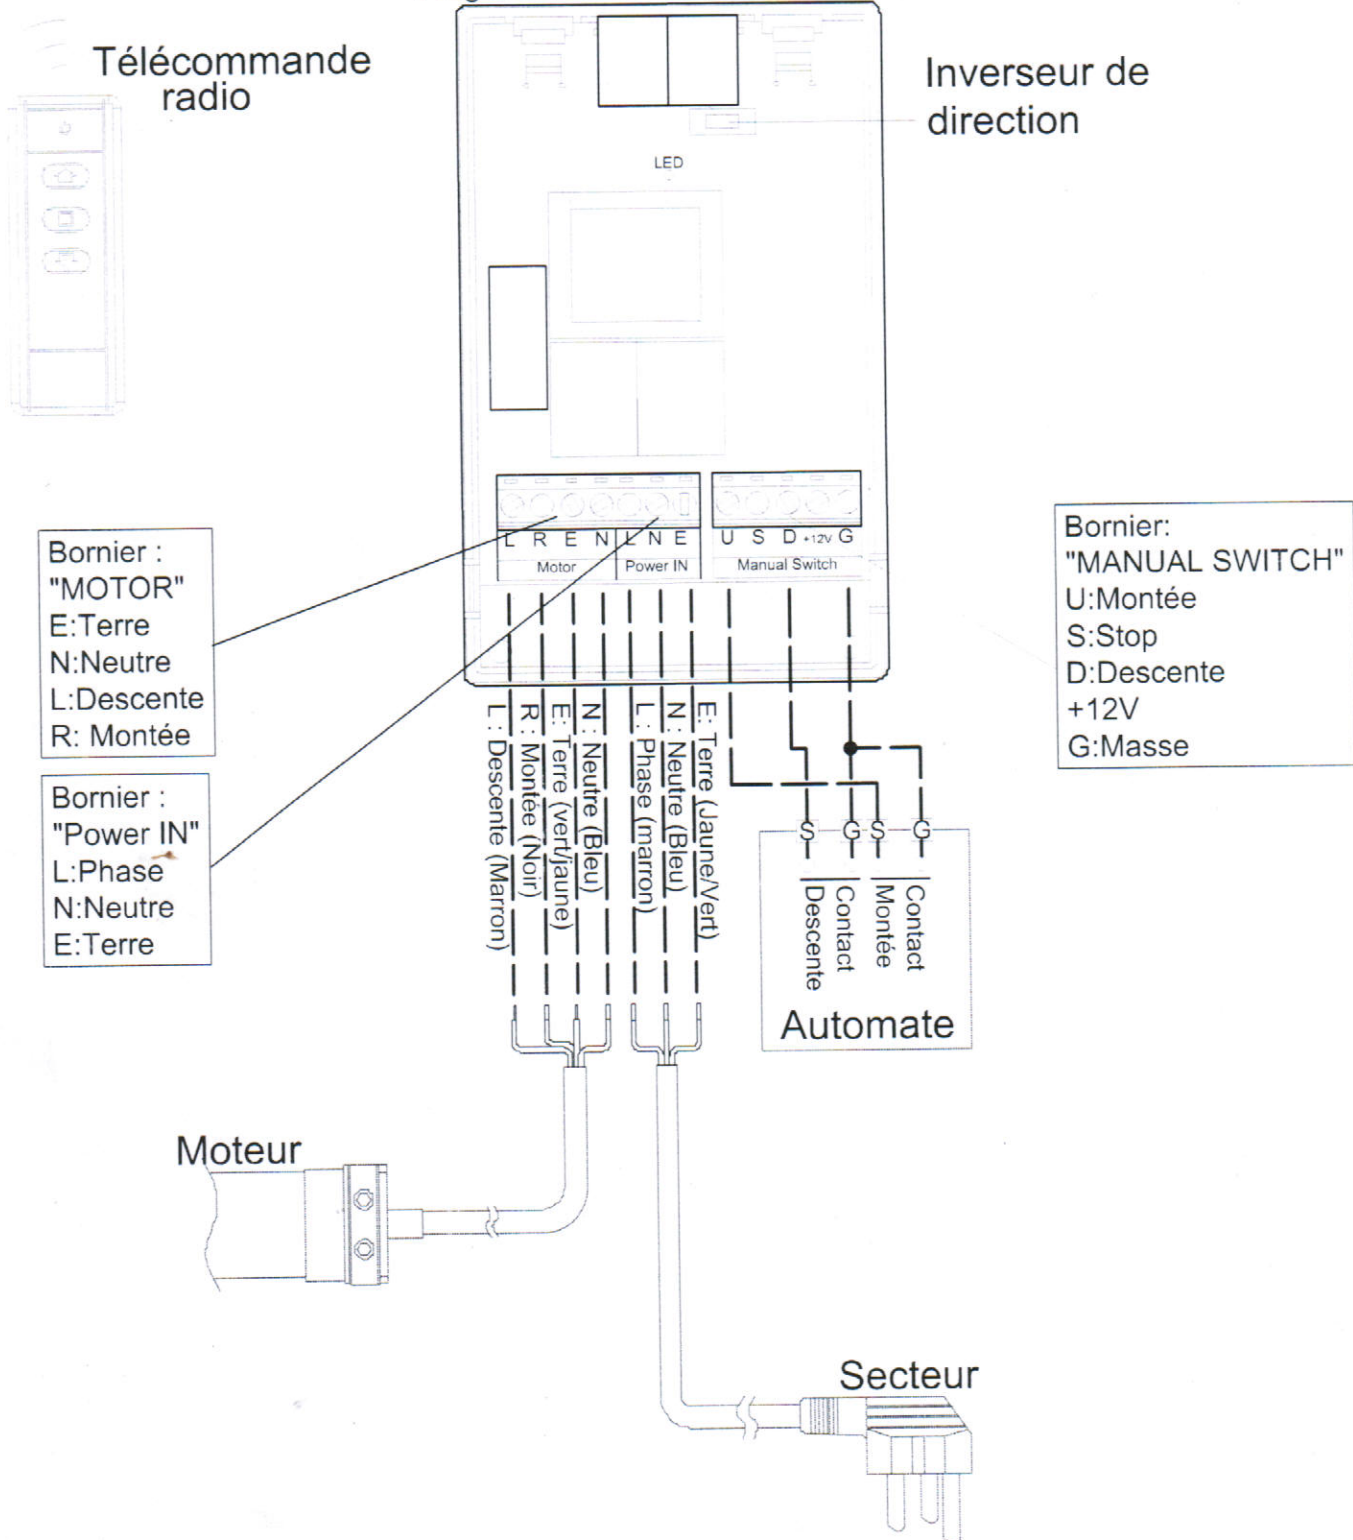 Télécommande
radio
Inverseur de
direction
LED
L R E N L N E
U S D +12V G
Motor
Power IN
Manual Switch
Bornier :
"MOTOR"
E:Terre
N:Neutre
L:Descente
R: Montée
Bornier :
"Power IN"
L:Phase
N:Neutre
E:Terre
Bornier:
"MANUAL SWITCH"
U:Montée
S:Stop
D:Descente
+12V
G:Masse
L : Descente (Marron)
R : Montée (Noir)
E: Terre (vert/jaune)
N : Neutre (Bleu)
L : Phase (marron)
N : Neutre (Bleu)
E: Terre (Jaune/Vert)
S G S G
Descente
Contact
Montée
Contact
Automate
Moteur
Secteur